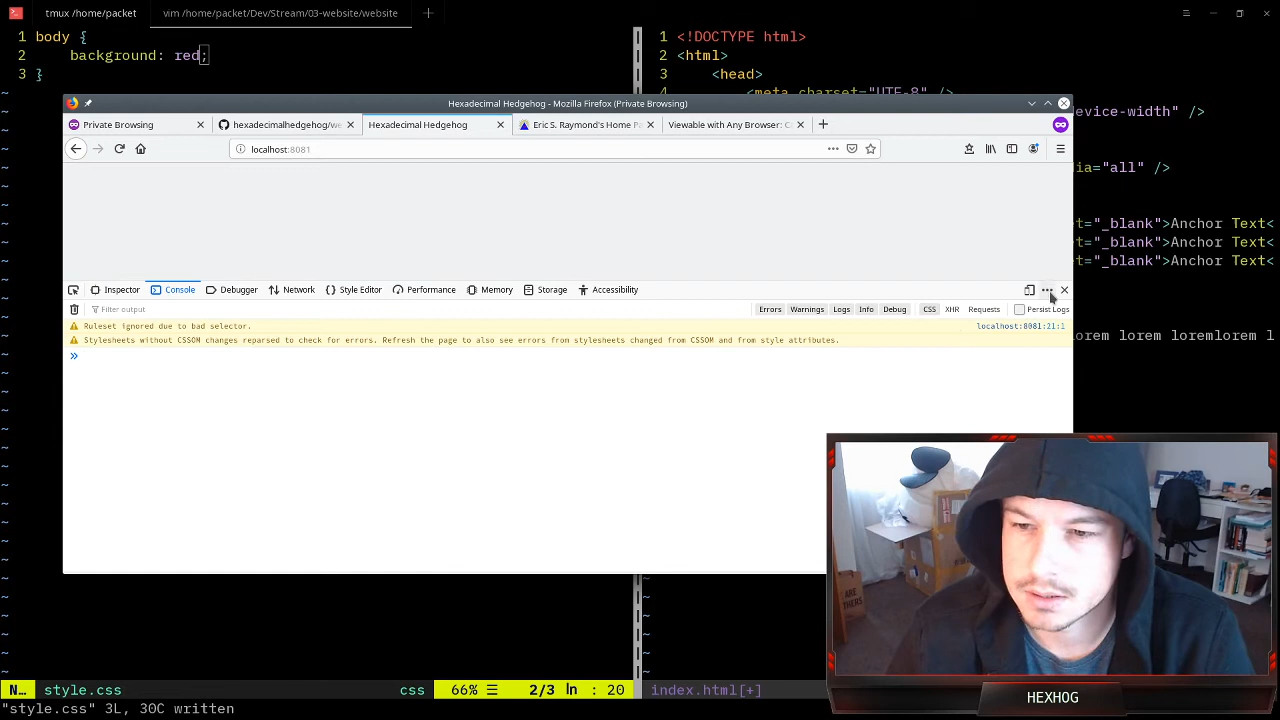 tmux /home/packet
vim /home/packet/Dev/Stream/03-website/website
1 body {
2 background: red;
3 }
1 <!DOCTYPE html>
2 <html>
3 <head>
4 <meta charset="UTF-8" />
evice-width" />
ia="all" />
et="_blank">Anchor Text<
et="_blank">Anchor Text<
et="_blank">Anchor Text<
orem lorem loremlorem l
Hexadecimal Hedgehog - Mozilla Firefox (Private Browsing)
Private Browsing
hexadecimalhedgehog/we
Hexadecimal Hedgehog
Eric S. Raymond's Home Pa
Viewable with Any Browser: C
localhost:8081
Inspector
Console
Debugger
Network
Style Editor
Performance
Memory
Storage
Accessibility
Filter output
Errors
Warnings
Logs
Info
Debug
CSS
XHR
Requests
Persist Logs
Ruleset ignored due to bad selector.
localhost:8081:21:1
Stylesheets without CSSOM changes reparsed to check for errors. Refresh the page to also see errors from stylesheets changed from CSSOM and from style attributes.
ARE
THERS
HEXHOG
N… style.css css 66% ☰ 2/3 ln : 20
index.html[+]
"style.css" 3L, 30C written